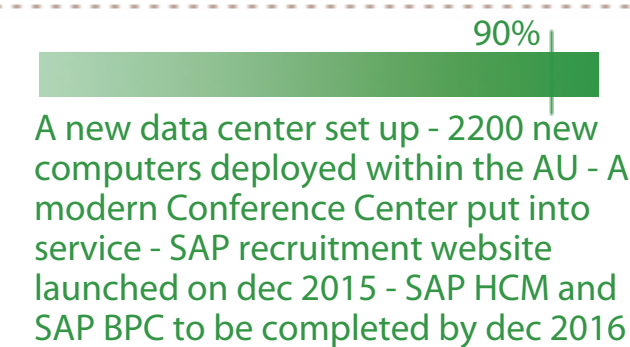 90%
A new data center set up - 2200 new
computers deployed within the AU - A
modern Conference Center put into
service - SAP recruitment website
launched on dec 2015 - SAP HCM and
SAP BPC to be completed by dec 2016